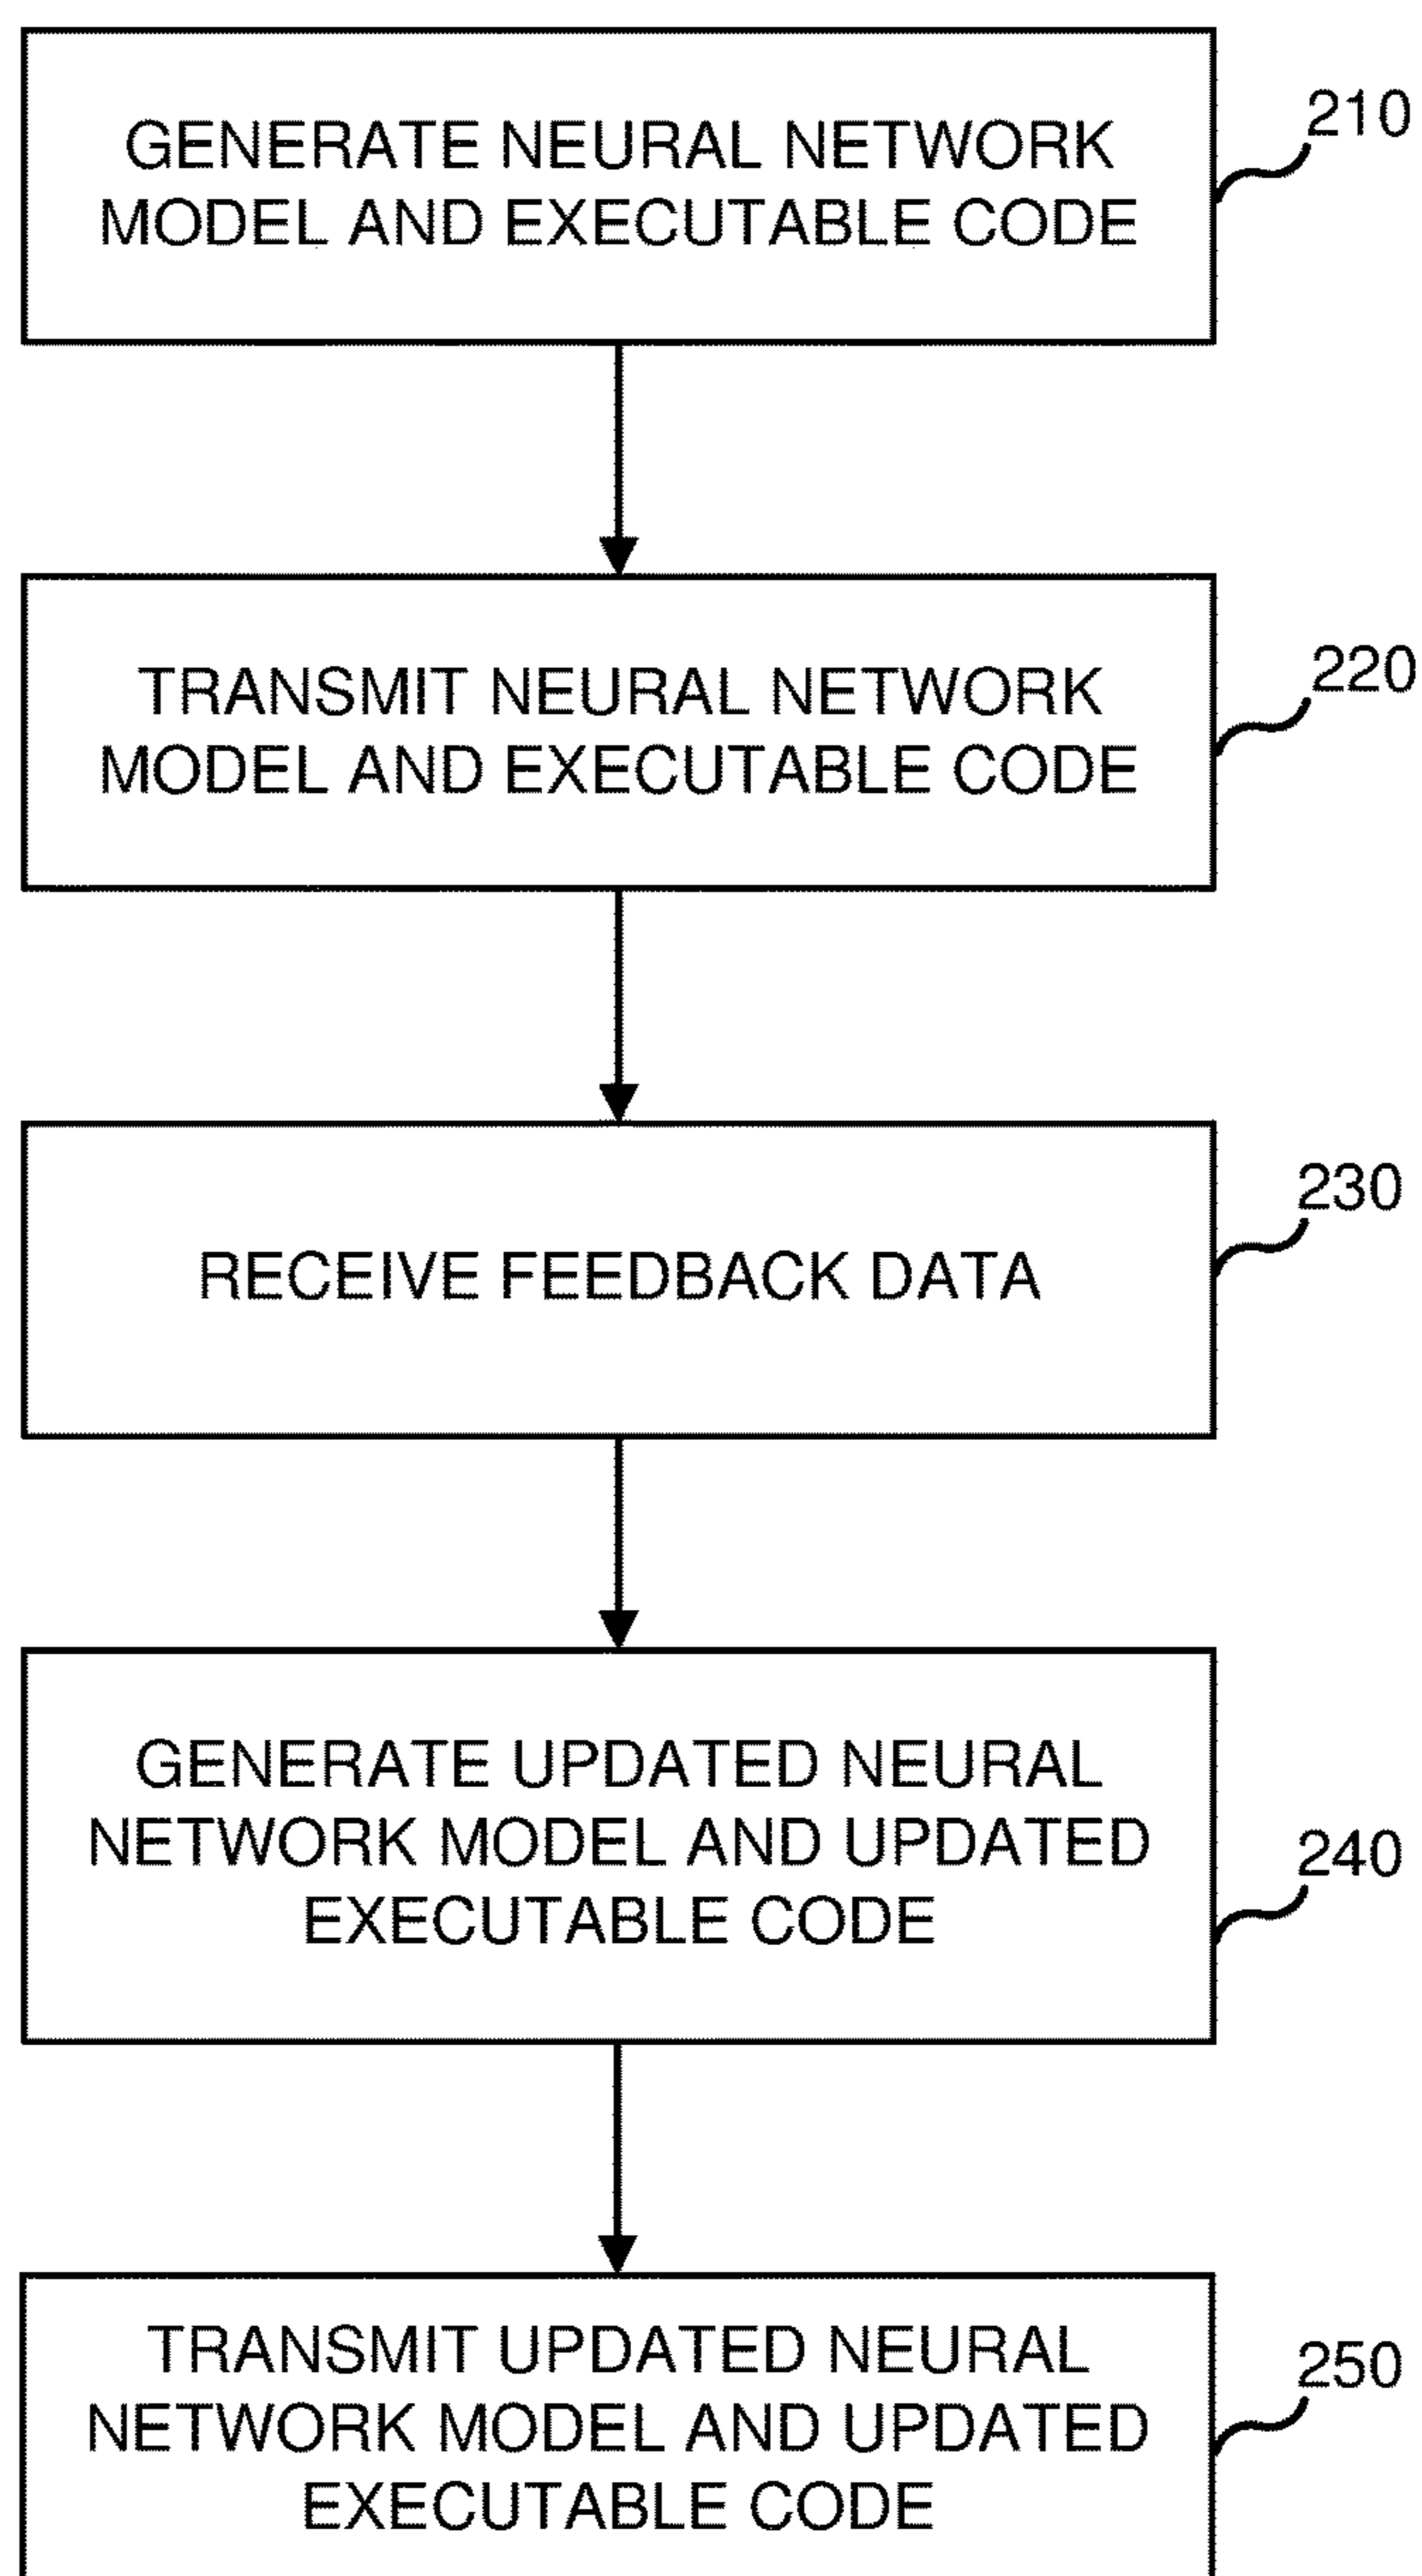 GENERATE NEURAL NETWORK
MODEL AND EXECUTABLE CODE
210
TRANSMIT NEURAL NETWORK
MODEL AND EXECUTABLE CODE
220
RECEIVE FEEDBACK DATA
230
GENERATE UPDATED NEURAL
NETWORK MODEL AND UPDATED
EXECUTABLE CODE
240
TRANSMIT UPDATED NEURAL
NETWORK MODEL AND UPDATED
EXECUTABLE CODE
250